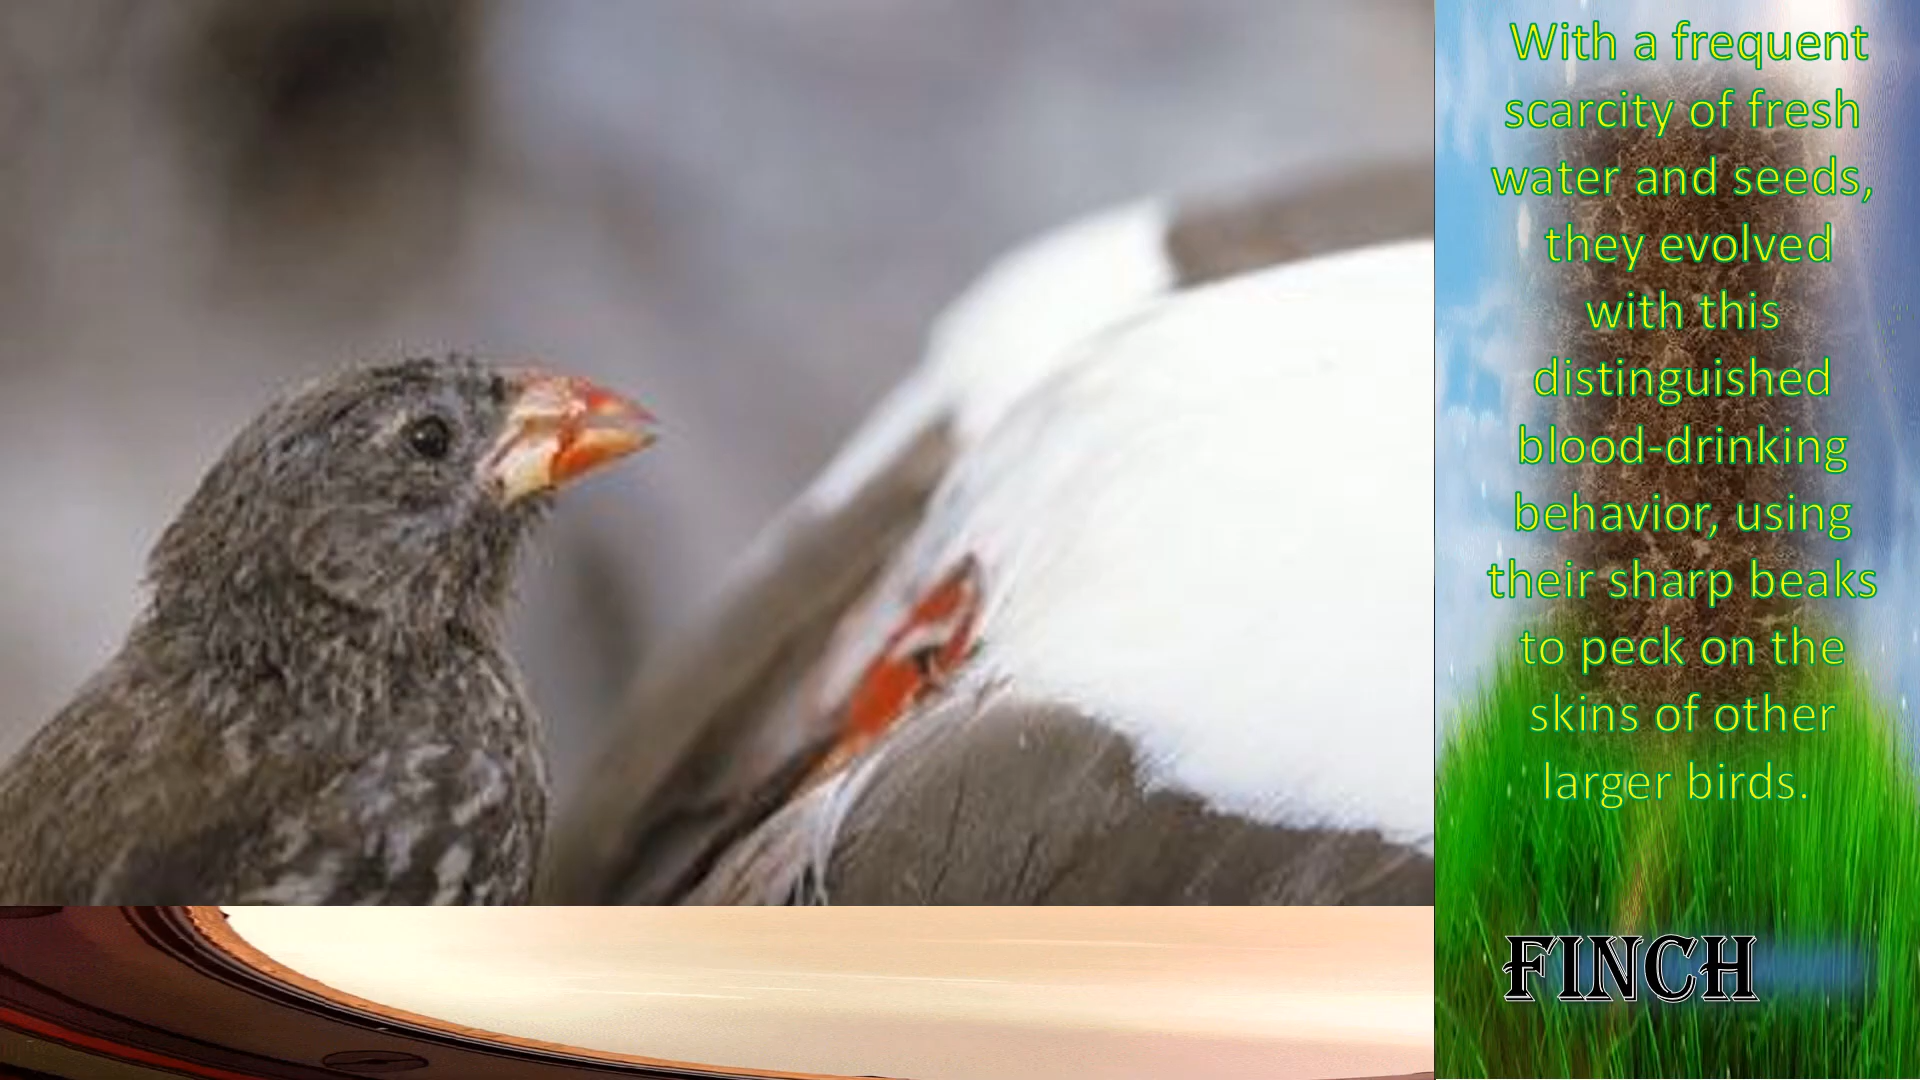 With a frequent
scarcity of fresh
water and seeds,
they evolved
with this
distinguished
blood-drinking
behavior, using
their sharp beaks
to peck on the
skins of other
larger birds.
FINCH